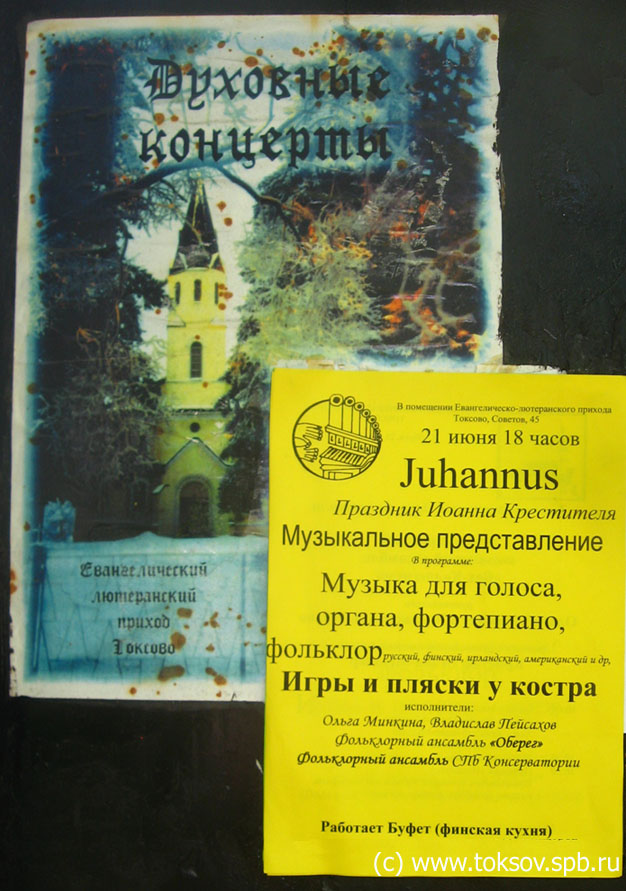 Духовные
концерты
Евангелический
лютеранский
приход
Токсово
В помещении Евангелическо-лютеранского прихода
Токсово, Советов, 45
21 июня 18 часов
Juhannus
Праздник Иоанна Крестителя
Музыкальное представление
В программе:
Музыка для голоса,
органа, фортепиано,
фольклор русский, финский, ирландский, американский и др,
Игры и пляски у костра
исполнители:
Ольга Минкина, Владислав Пейсахов
Фольклорный ансамбль «Оберег»
Фольклорный ансамбль СПб Консерватории
Работает Буфет (финская кухня)
(c) www.toksov.spb.ru